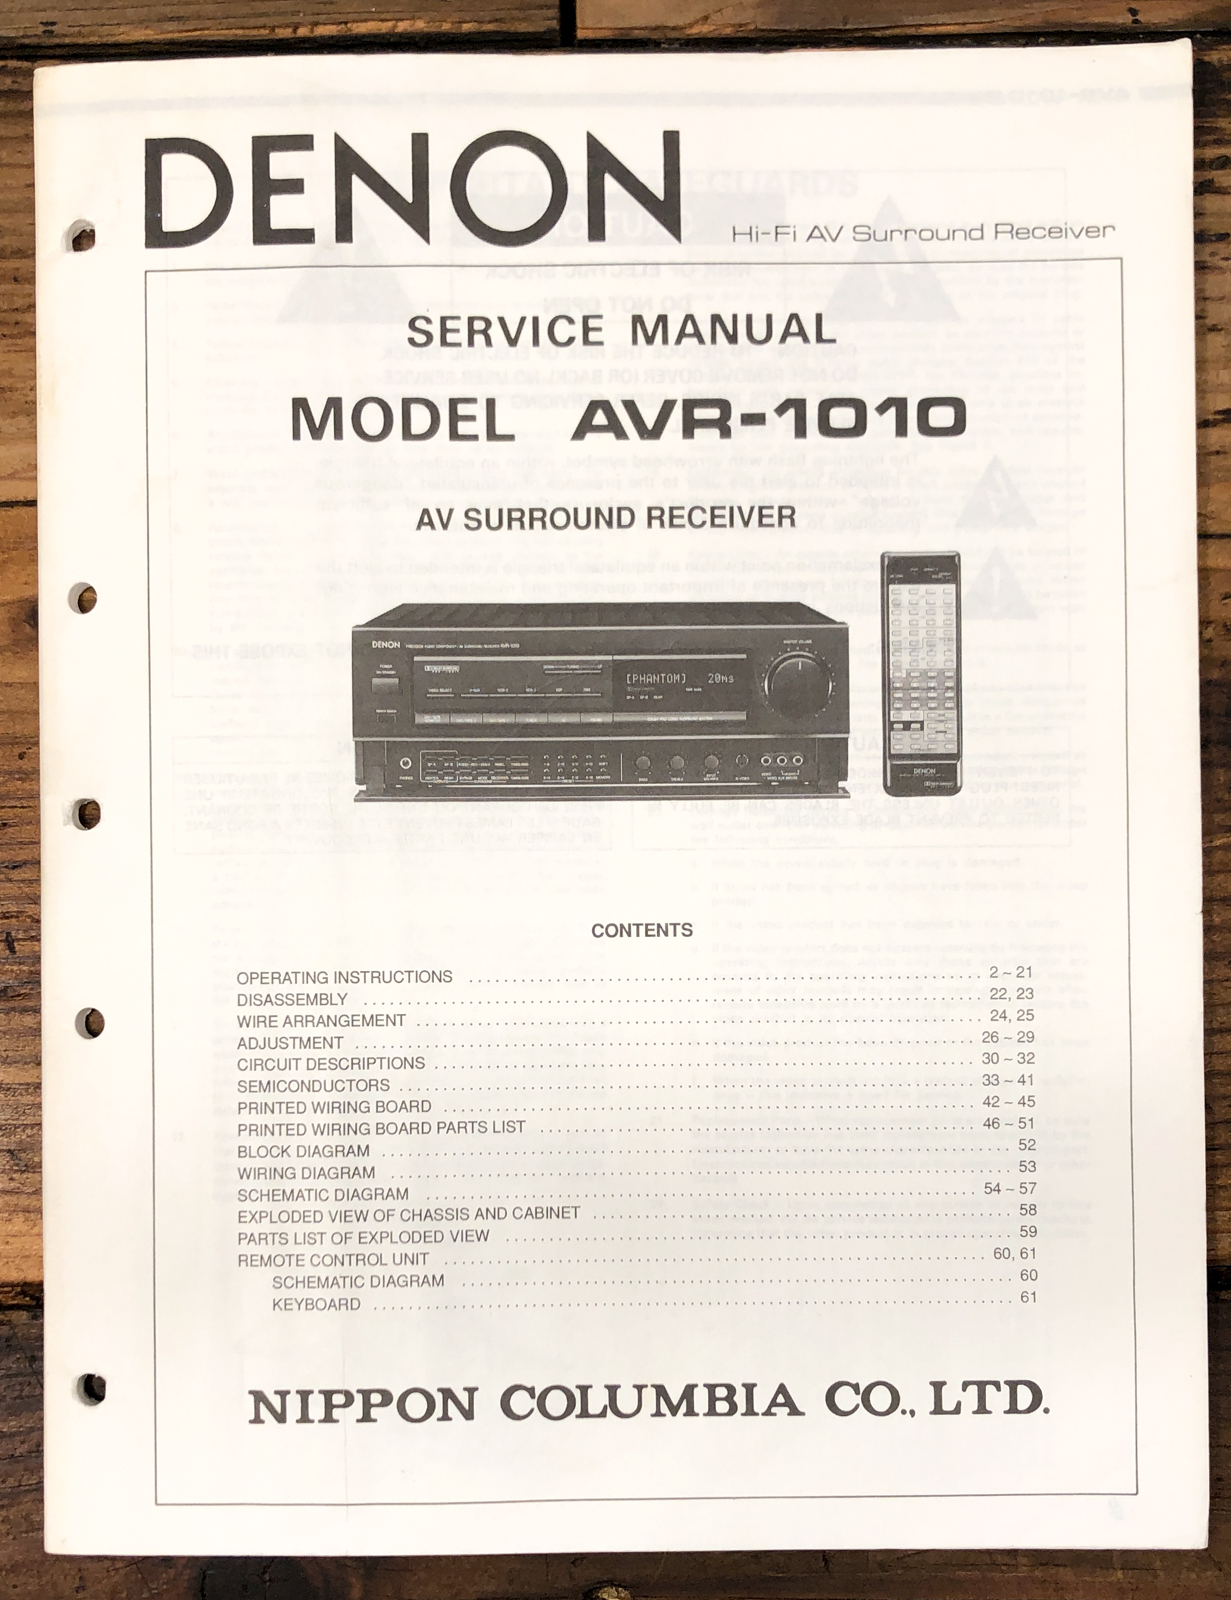 DENON
Hi-Fi AV Surround Receiver
SERVICE MANUAL
MODEL AVR-1010
AV SURROUND RECEIVER
DENON
[PHANTOM] 20ms
DENON
CONTENTS
OPERATING INSTRUCTIONS 2 ~ 21
DISASSEMBLY 22, 23
WIRE ARRANGEMENT 24, 25
ADJUSTMENT 26 ~ 29
CIRCUIT DESCRIPTIONS 30 ~ 32
SEMICONDUCTORS 33 ~ 41
PRINTED WIRING BOARD 42 ~ 45
PRINTED WIRING BOARD PARTS LIST 46 ~ 51
BLOCK DIAGRAM 52
WIRING DIAGRAM 53
SCHEMATIC DIAGRAM 54 ~ 57
EXPLODED VIEW OF CHASSIS AND CABINET 58
PARTS LIST OF EXPLODED VIEW 59
REMOTE CONTROL UNIT 60, 61
SCHEMATIC DIAGRAM 60
KEYBOARD 61
NIPPON COLUMBIA CO., LTD.